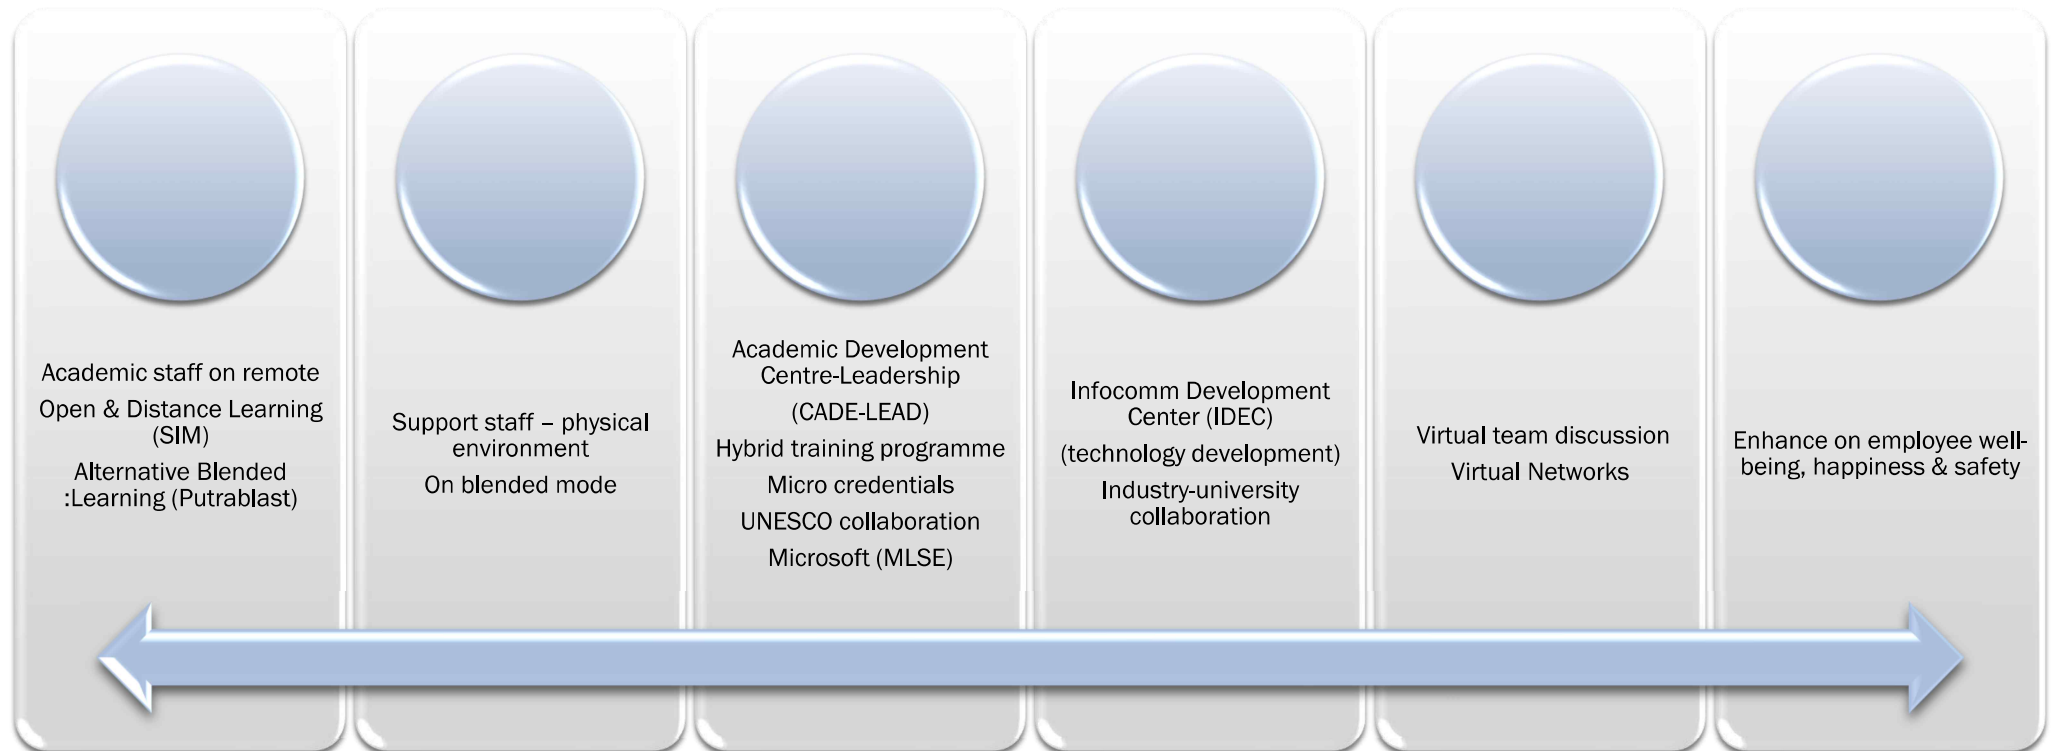 Academic staff on remote
Open & Distance Learning
(SIM)
Alternative Blended
:Learning (Putrablast)
Support staff – physical
environment
On blended mode
Academic Development
Centre-Leadership
(CADE-LEAD)
Hybrid training programme
Micro credentials
UNESCO collaboration
Microsoft (MLSE)
Infocomm Development
Center (IDEC)
(technology development)
Industry-university
collaboration
Virtual team discussion
Virtual Networks
Enhance on employee well-
being, happiness & safety